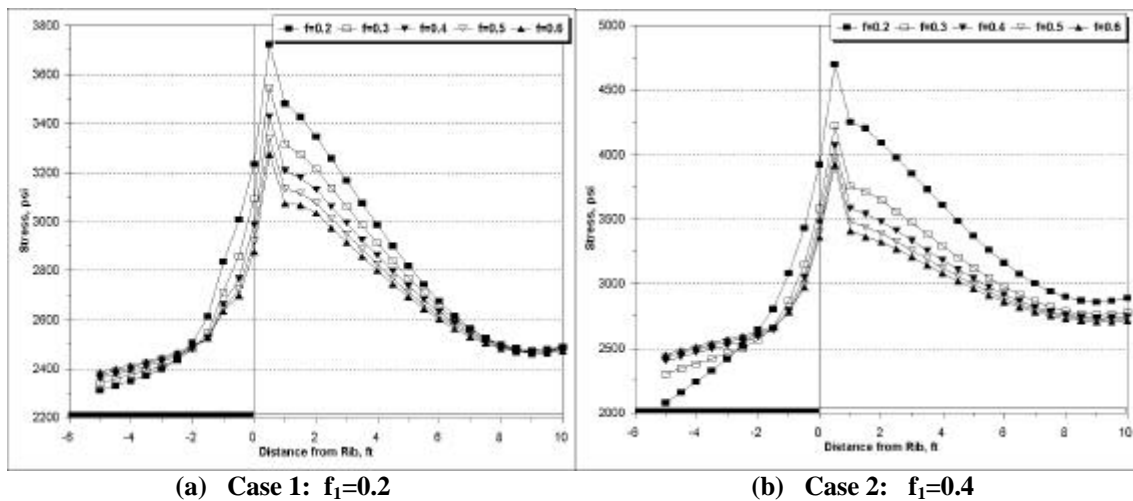 3800
3600
3400
3200
3000
2800
2600
2400
2200
Stress, psi
f=0.2 f=0.3 f=0.4 f=0.5 f=0.6
-6 -4 -2 0 2 4 6 8 10
Distance from Rib, ft
(a) Case 1: f1=0.2
5000
4500
4000
3500
3000
2500
2000
Stress, psi
f=0.2 f=0.3 f=0.4 f=0.5 f=0.6
-6 -4 -2 0 2 4 6 8 10
Distance from Rib, ft
(b) Case 2: f1=0.4